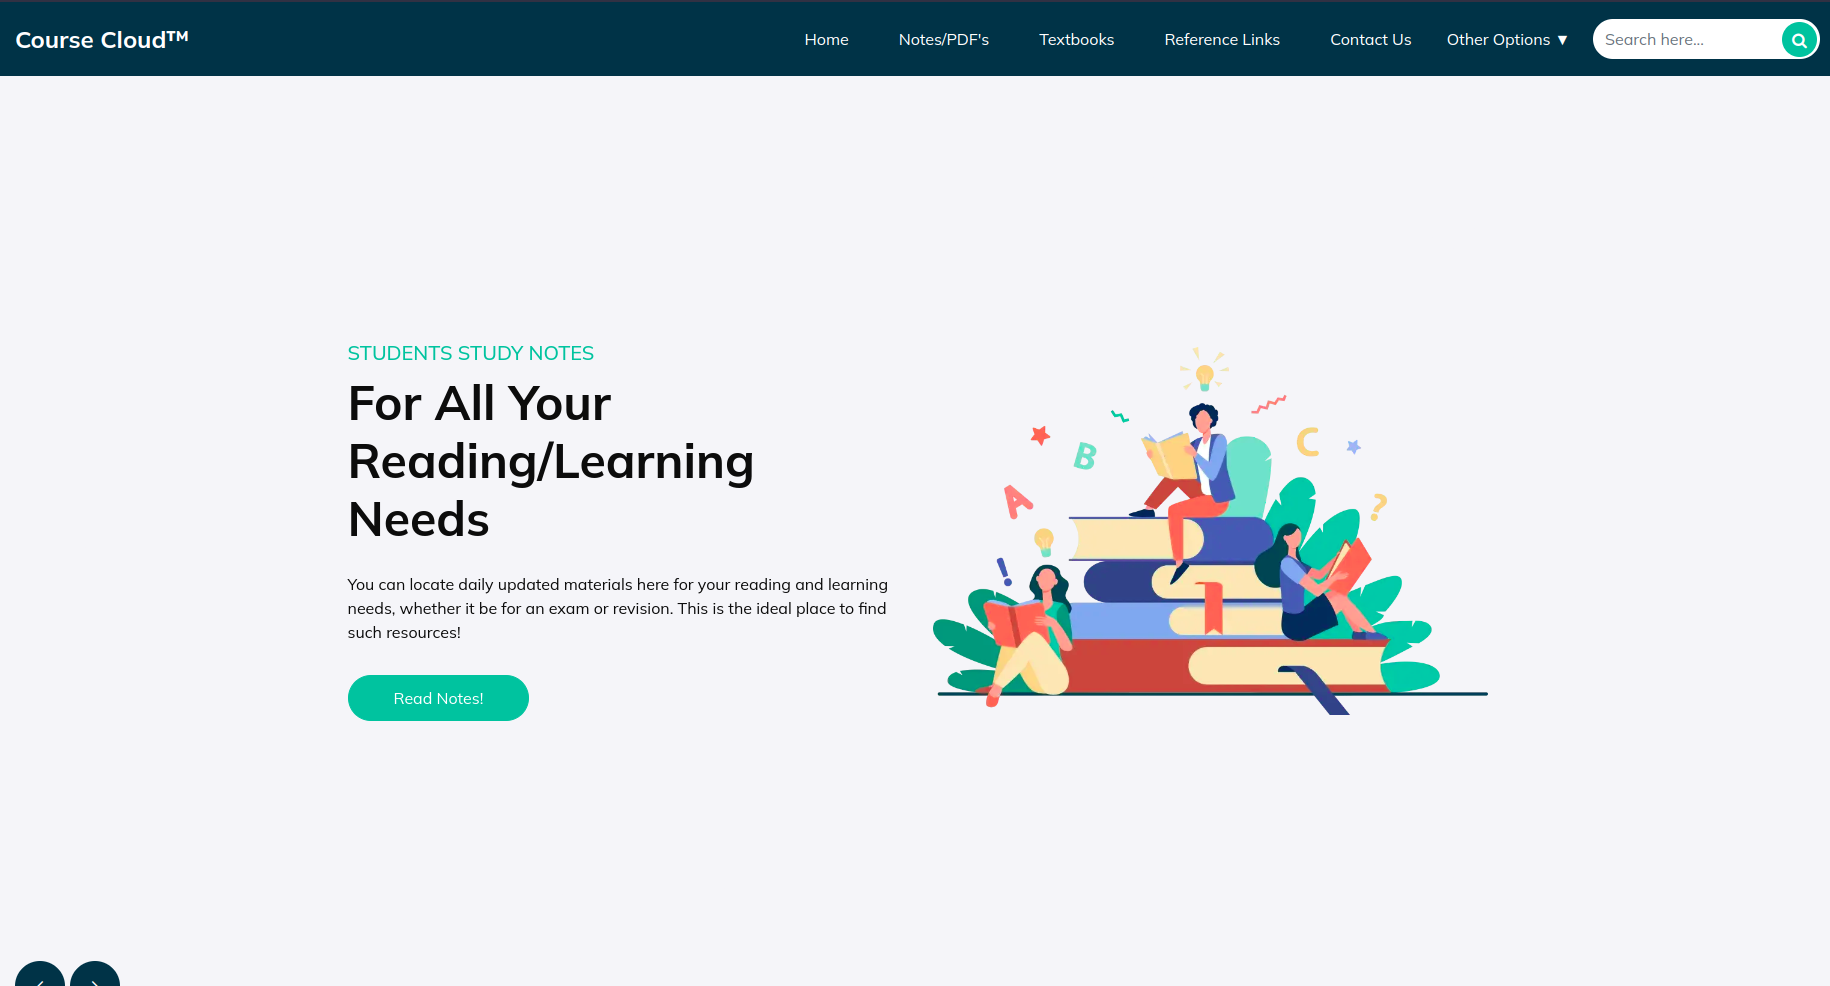 Course Cloud™
Home
Notes/PDF's
Textbooks
Reference Links
Contact Us
Other Options ▼
Search here...
STUDENTS STUDY NOTES
For All Your
Reading/Learning
Needs
You can locate daily updated materials here for your reading and learning
needs, whether it be for an exam or revision. This is the ideal place to find
such resources!
Read Notes!
A
B
C
?
!